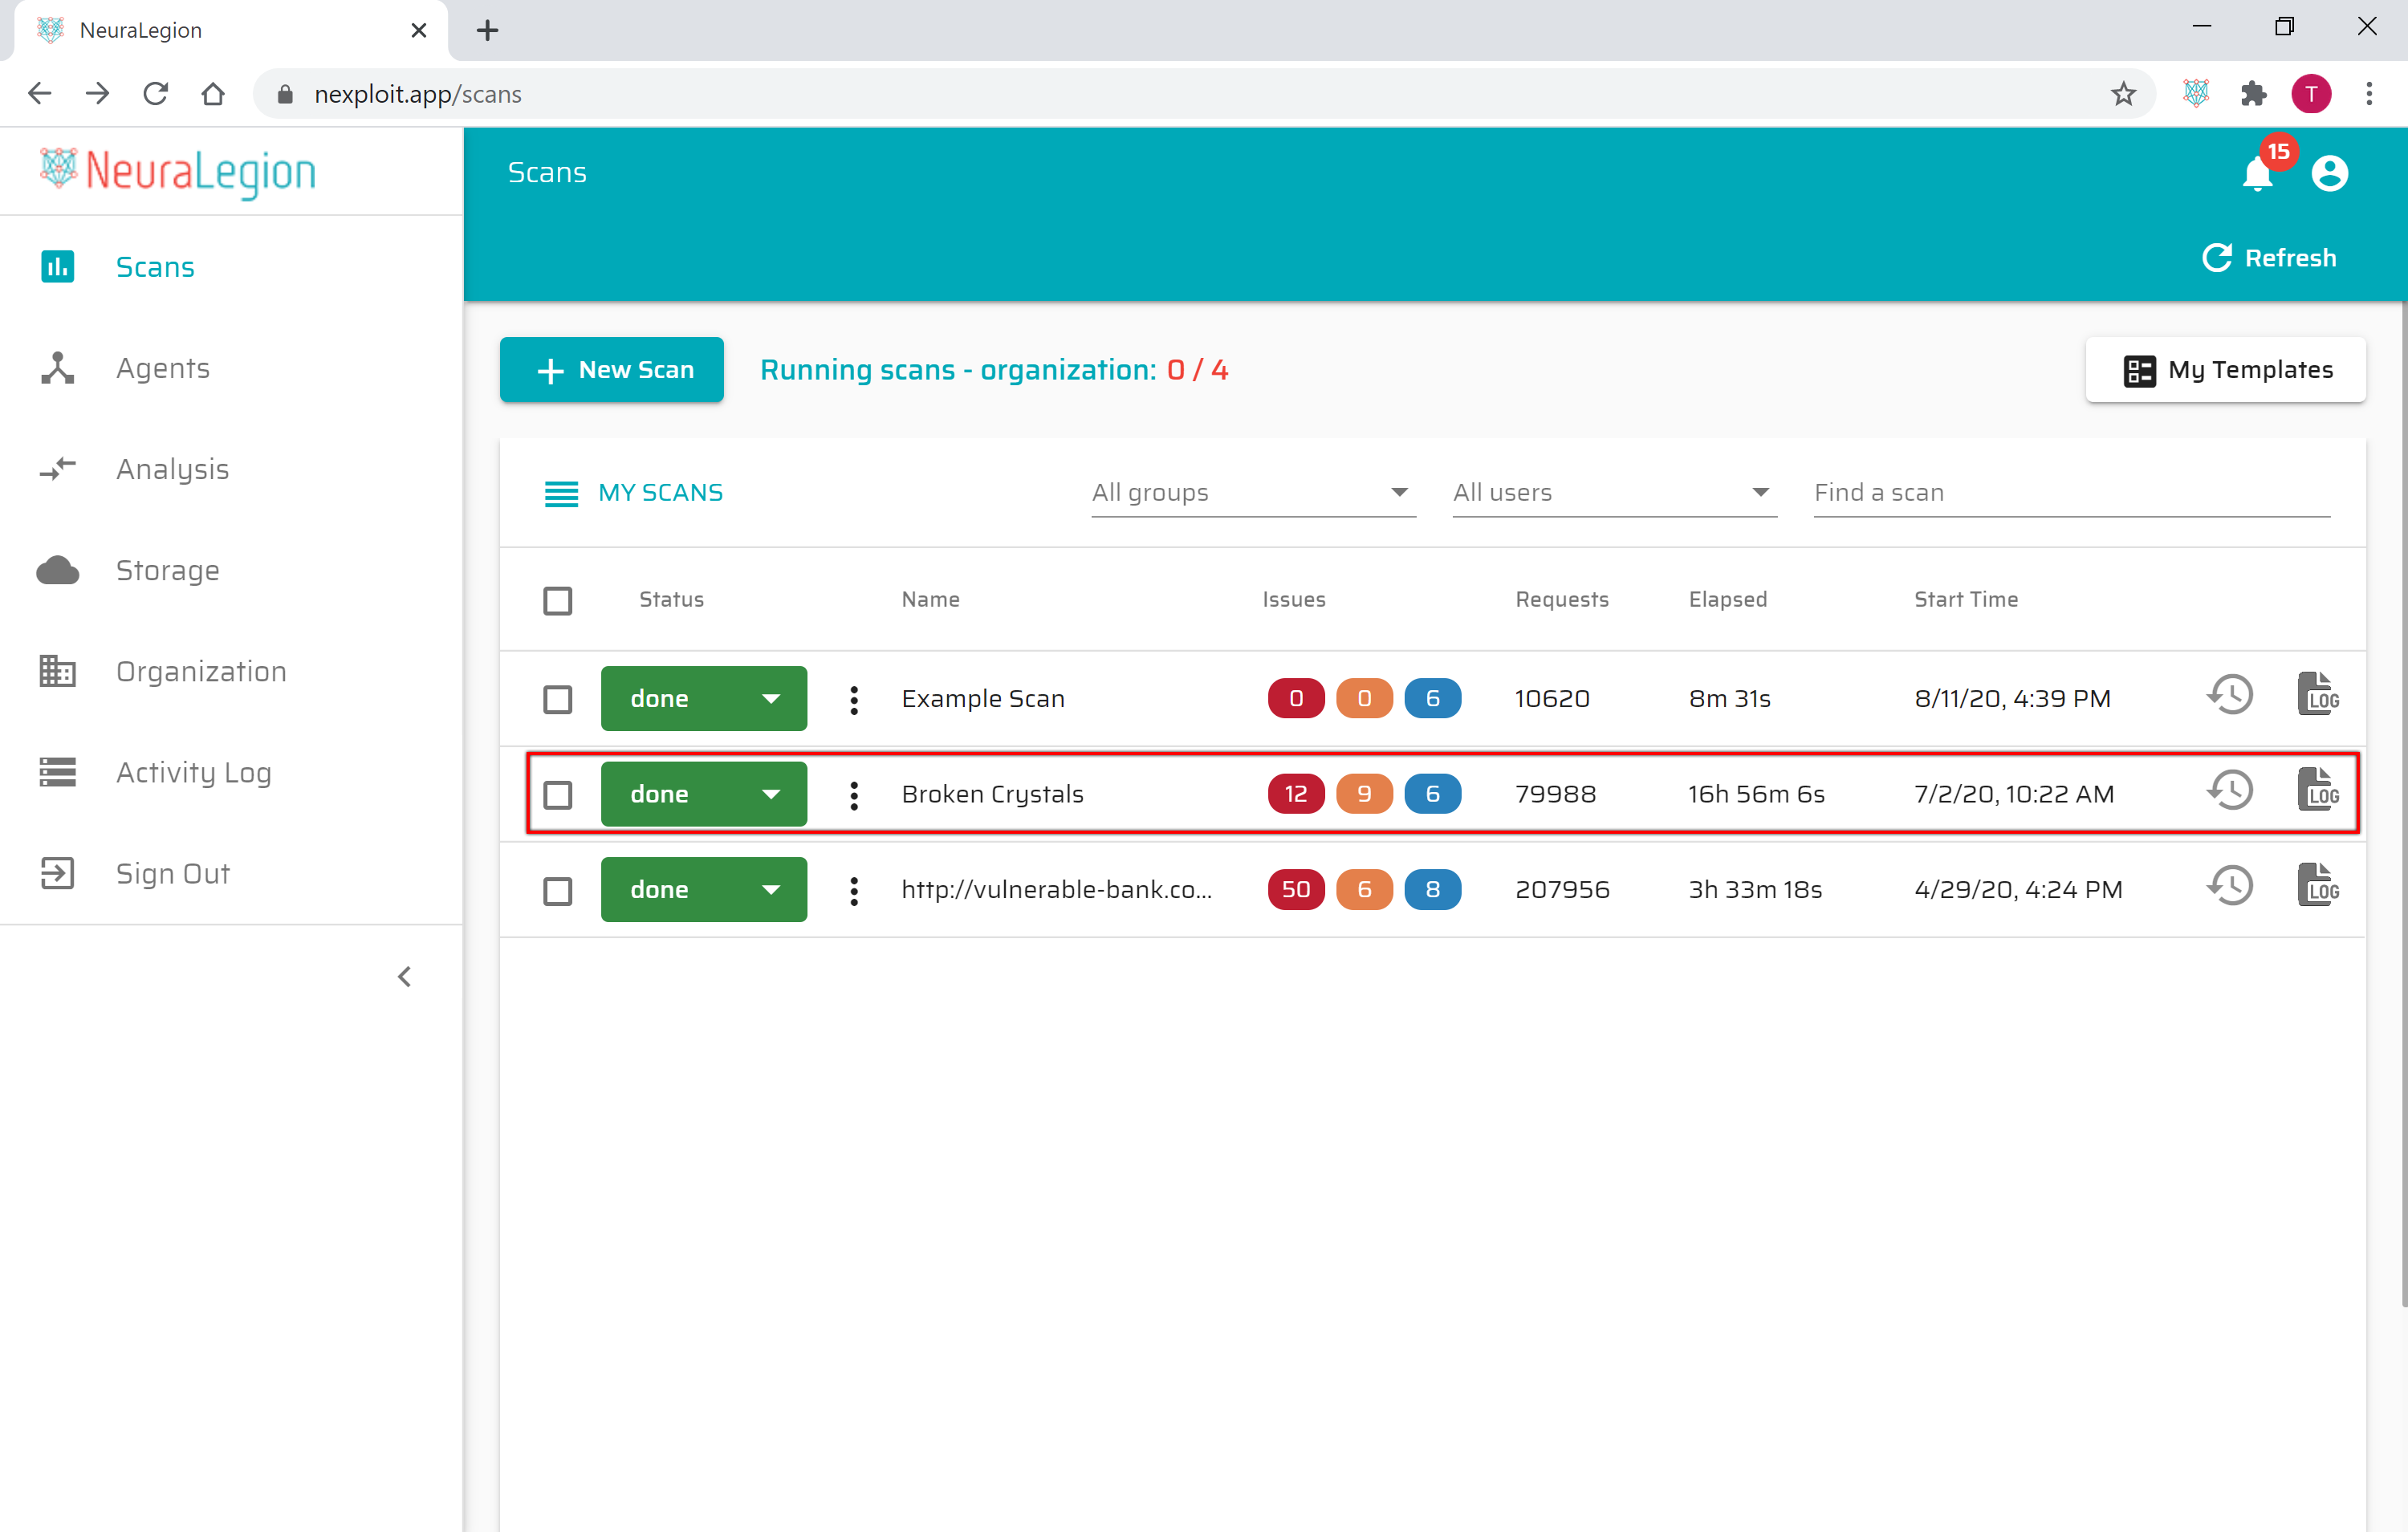 NeuraLegion
nexploit.app/scans
T
NeuraLegion
Scans
15
Refresh
Scans
Agents
Analysis
Storage
Organization
Activity Log
Sign Out
New Scan
Running scans - organization: 0 / 4
My Templates
MY SCANS
All groups
All users
Find a scan
Status Name Issues Requests Elapsed Start Time
done Example Scan 0 0 6 10620 8m 31s 8/11/20, 4:39 PM LOG
done Broken Crystals 12 9 6 79988 16h 56m 6s 7/2/20, 10:22 AM LOG
done http://vulnerable-bank.co... 50 6 8 207956 3h 33m 18s 4/29/20, 4:24 PM LOG